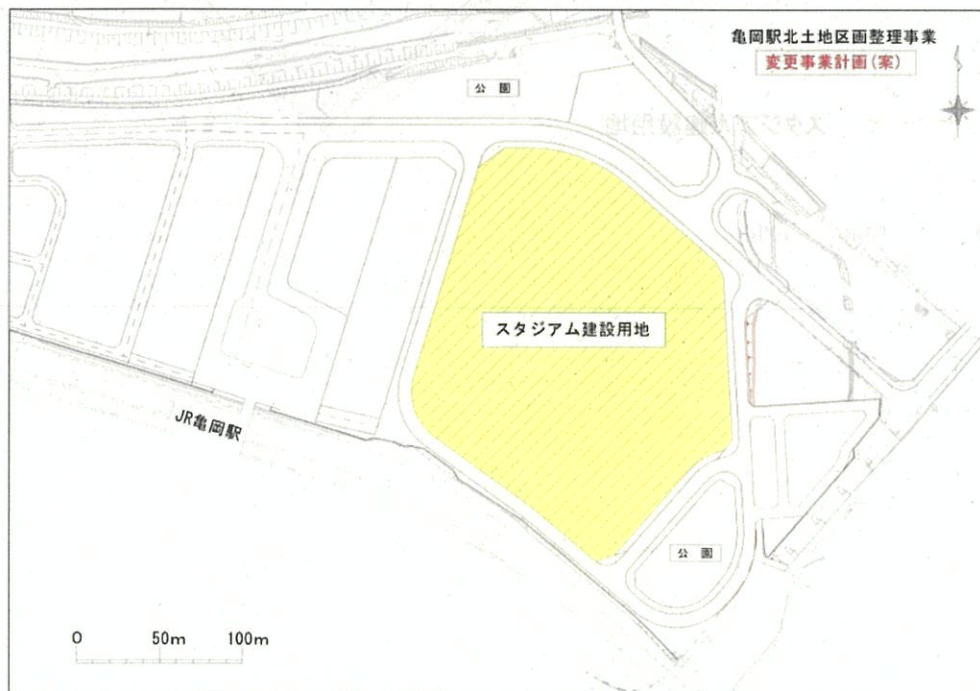 亀岡駅北土地区画整理事業
変更事業計画(案)
公園
スタジアム建設用地
JR亀岡駅
公園
0 50m 100m